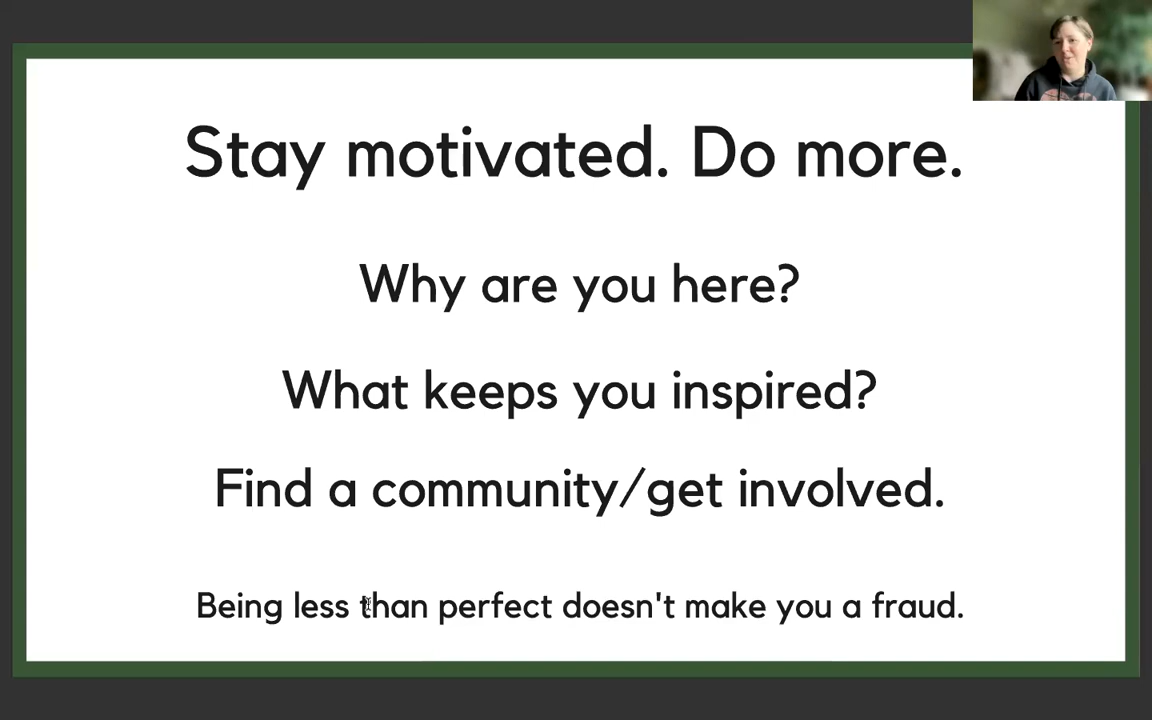 Stay motivated. Do more.
Why are you here?
What keeps you inspired?
Find a community/get involved.
Being less than perfect doesn't make you a fraud.